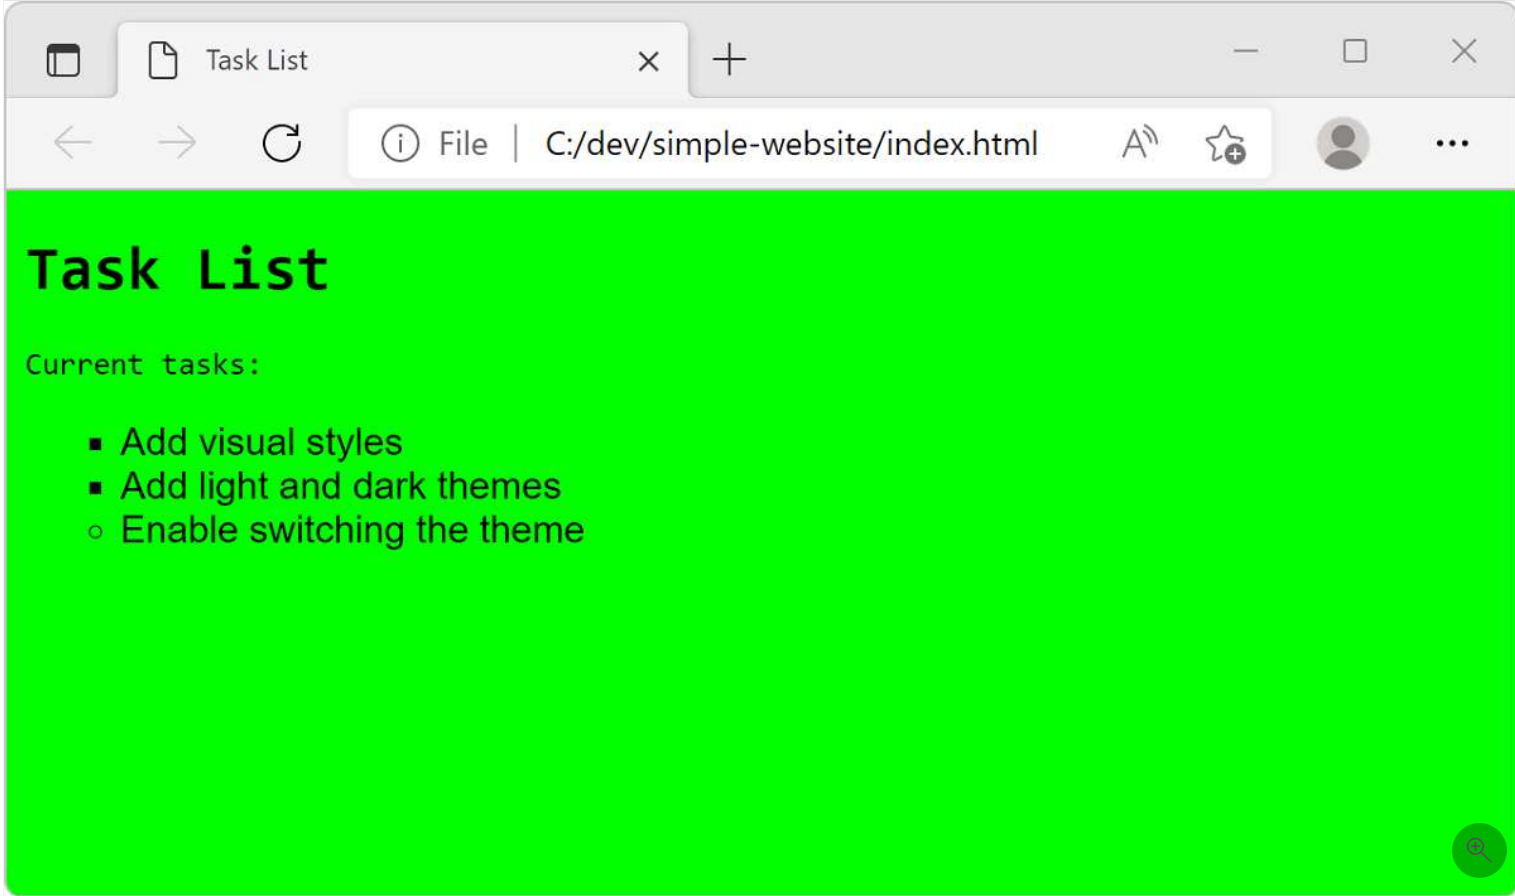 Task List
File | C:/dev/simple-website/index.html
Task List
Current tasks:
Add visual styles
Add light and dark themes
Enable switching the theme